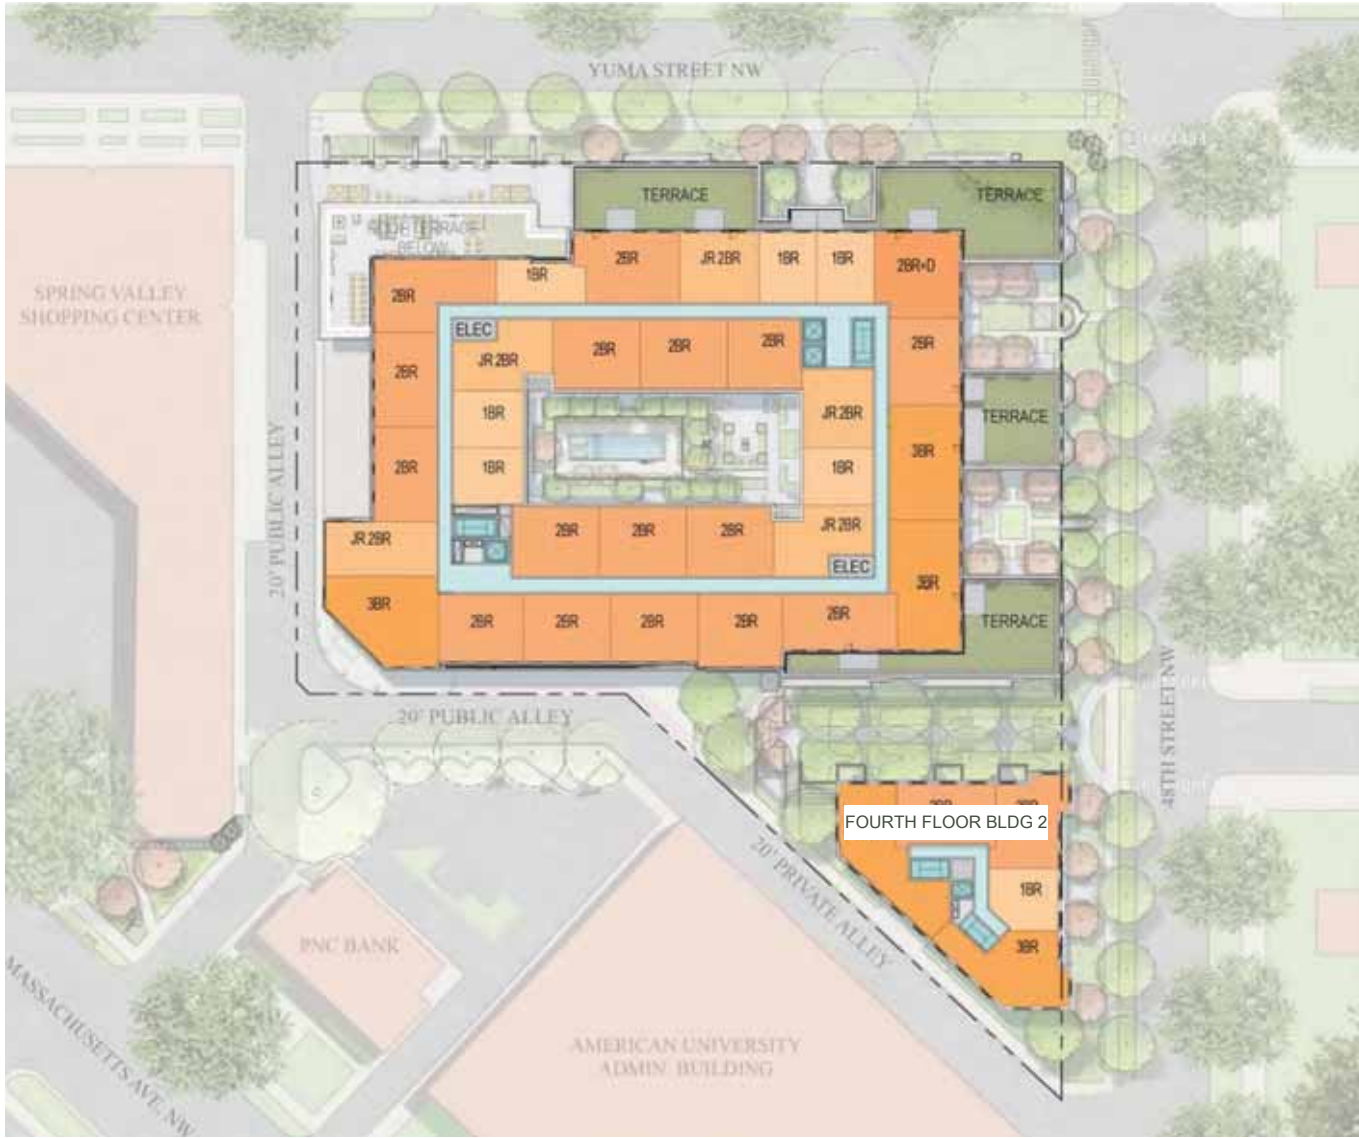 YUMA STREET NW
TERRACE
TERRACE
TERRACE
BELOW
SPRING VALLEY
SHOPPING CENTER
2BR
1BR
2BR
JR 2BR
1BR
1BR
2BR+D
ELEC
JR 2BR
2BR
2BR
2BR
2BR
2BR
1BR
JR 2BR
TERRACE
3BR
2BR
1BR
1BR
20' PUBLIC ALLEY
JR 2BR
2BR
2BR
2BR
JR 2BR
ELEC
3BR
3BR
2BR
2BR
2BR
2BR
2BR
TERRACE
20' PUBLIC ALLEY
48TH STREET NW
FOURTH FLOOR BLDG 2
20' PRIVATE ALLEY
1BR
3BR
PNC BANK
MASSACHUSETTS AVE, NW
AMERICAN UNIVERSITY
ADMIN. BUILDING